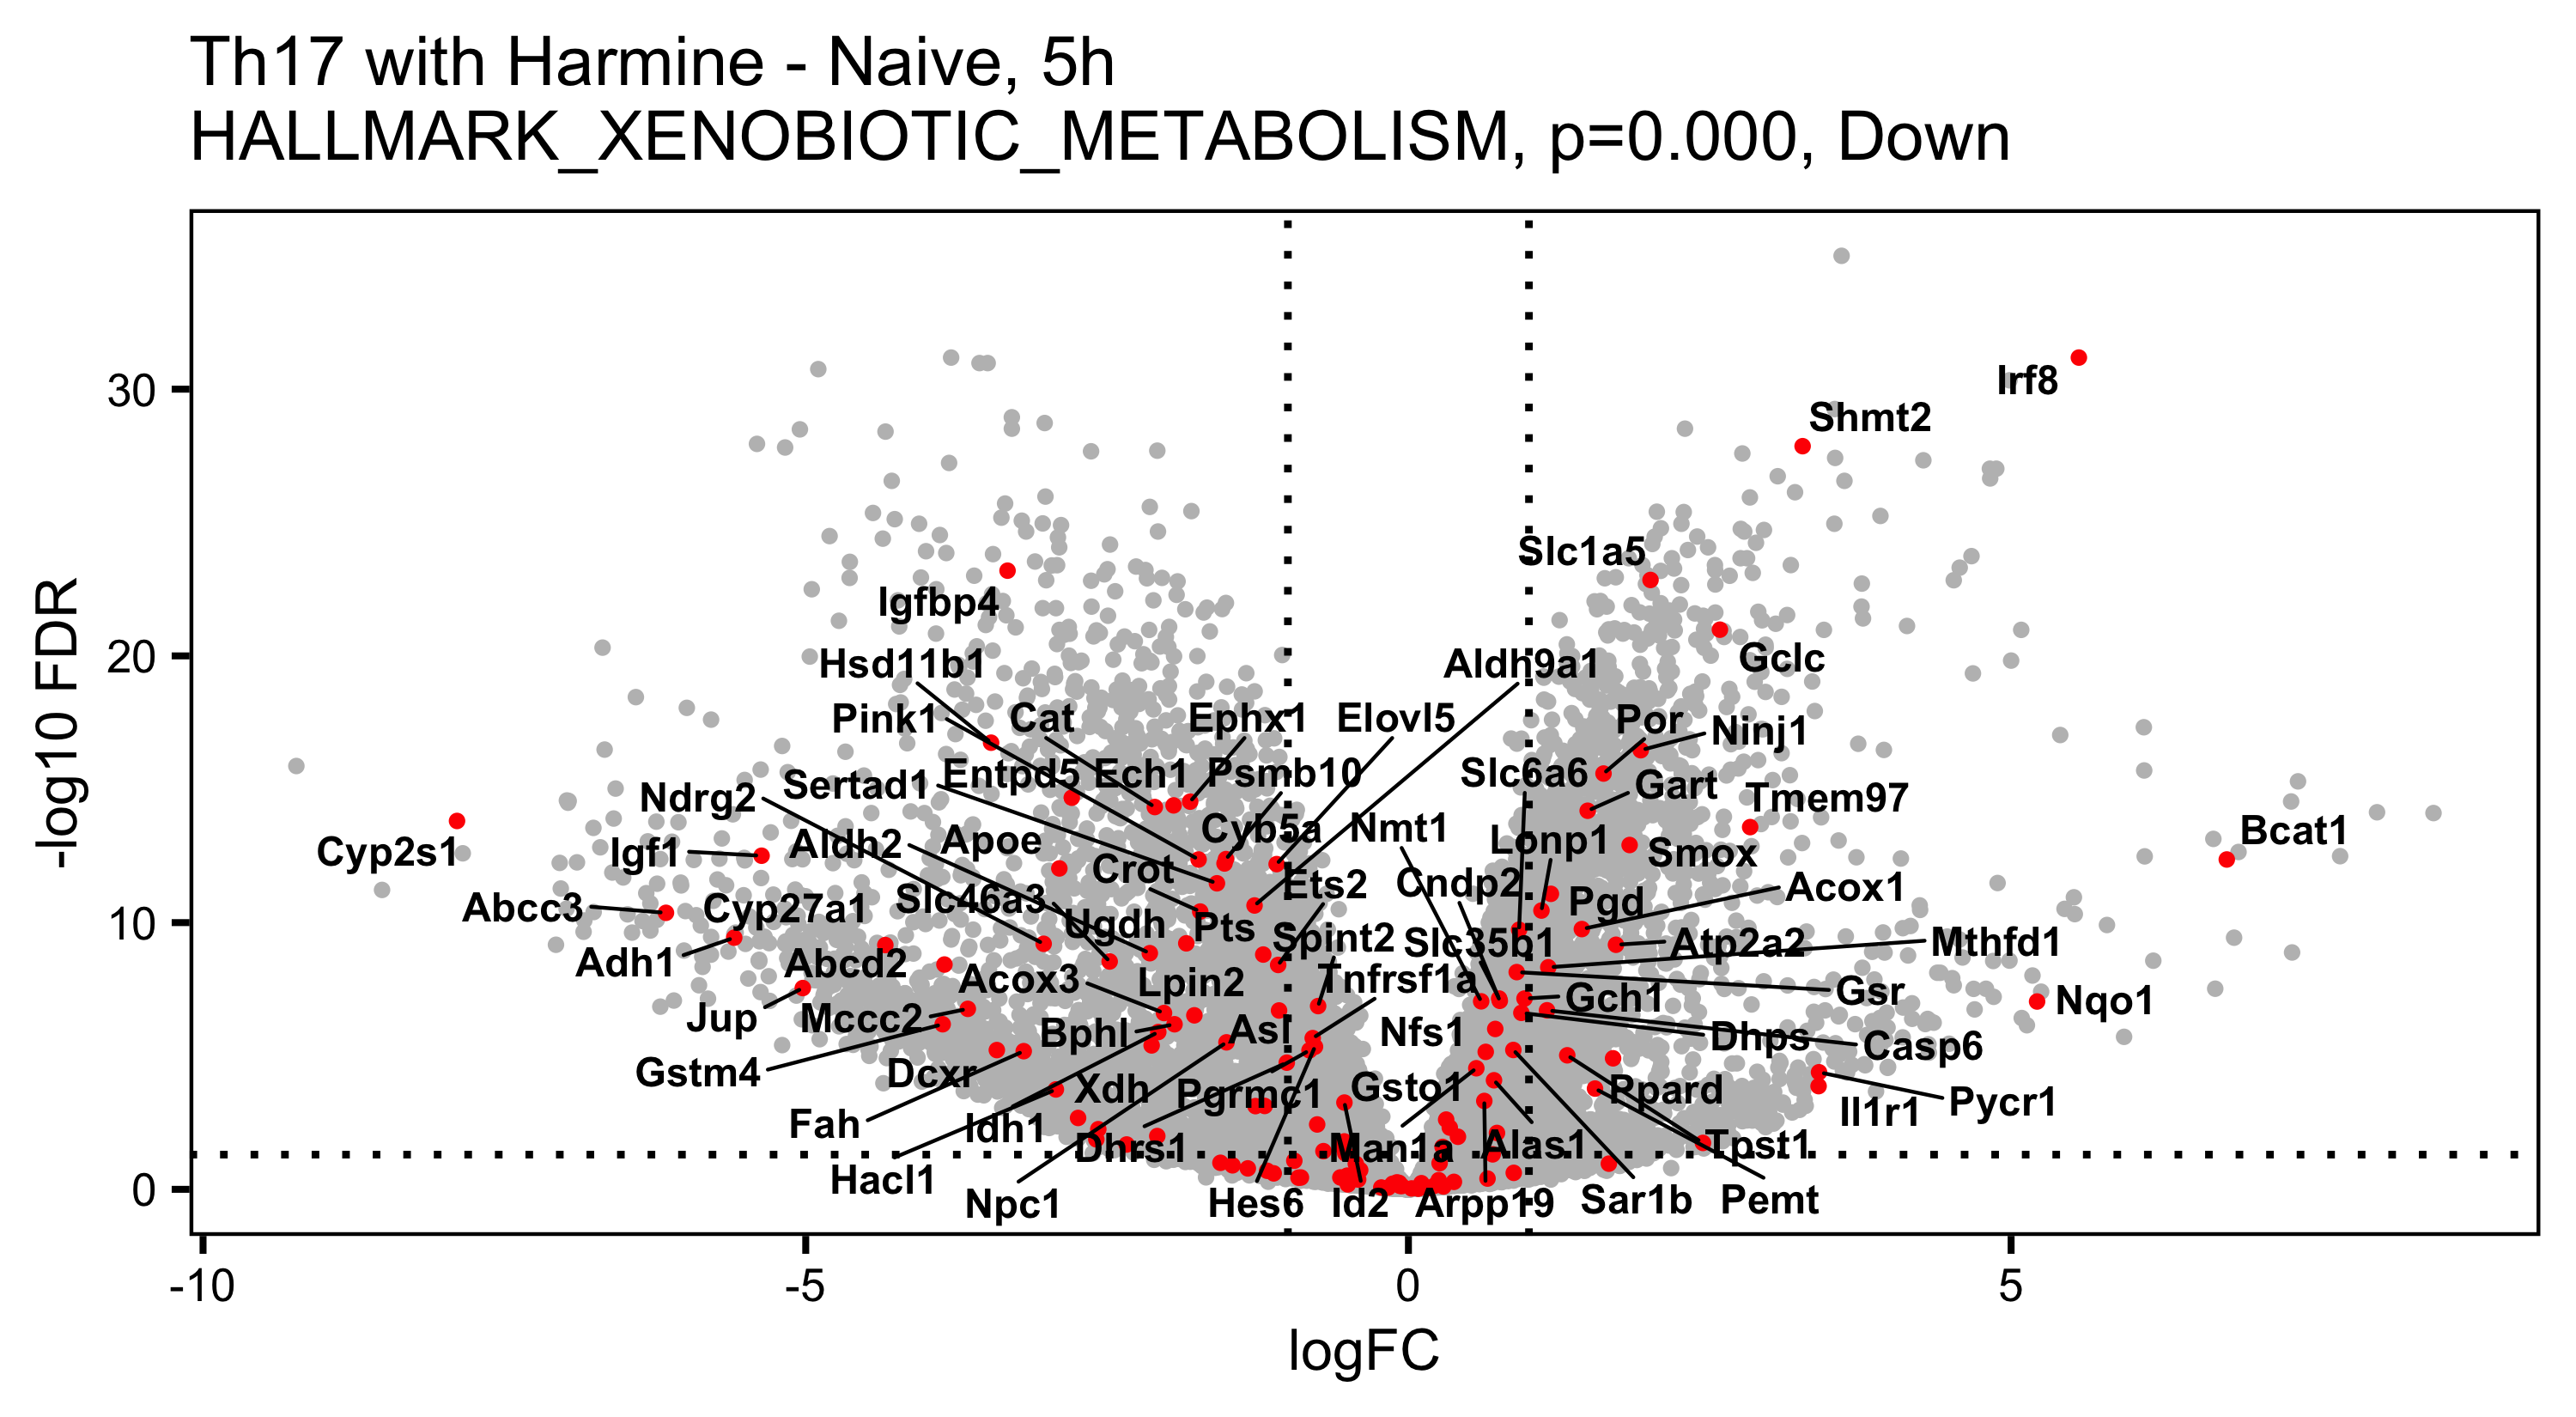 Th17 with Harmine - Naive, 5h
HALLMARK_XENOBIOTIC_METABOLISM, p=0.000, Down
-log10 FDR
30
20
10
0
Irf8
Shmt2
Slc1a5
Igfbp4
Gclc
Hsd11b1
Aldh9a1
Pink1
Cat
Ephx1
Elovl5
Por
Ninj1
Sertad1
Entpd5
Ech1
Psmb10
Slc6a6
Gart
Ndrg2
Tmem97
Cyp2s1
Igf1
Aldh2
Apoe
Cyb5a
Nmt1
Lonp1
Smox
Bcat1
Crot
Ets2
Cndp2
Acox1
Abcc3
Cyp27a1
Slc46a3
Ugdh
Pts
Pgd
Spint2
Slc35b1
Atp2a2
Mthfd1
Adh1
Abcd2
Acox3
Lpin2
Tnfrsf1a
Gch1
Gsr
Nqo1
Jup
Mccc2
Bphl
Asl
Nfs1
Dhps
Casp6
Gstm4
Dcxr
Xdh
Pgrmc1
Gsto1
Ppard
Il1r1
Pycr1
Fah
Idh1
Dhrs1
Man1a
Alas1
Tpst1
Hacl1
Npc1
Hes6
Id2
Arpp19
Sar1b
Pemt
-10
-5
0
5
logFC